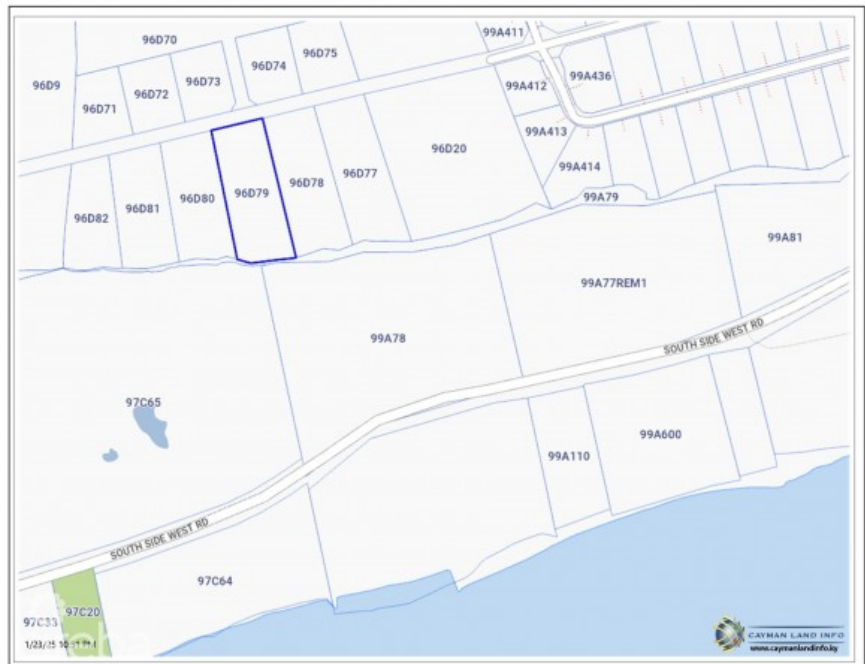 96D70
99A411
96D9
96D74
96D75
96D71
96D72
96D73
99A436
99A412
99A413
96D20
99A414
96D82
96D81
96D80
96D79
96D78
96D77
99A79
99A81
99A77REM1
SOUTH SIDE WEST RD
99A78
97C65
99A110
99A600
SOUTH SIDE WEST RD
97C64
97C33
97C20
CAYMAN LAND INFO
www.caymanlandinfo.ky